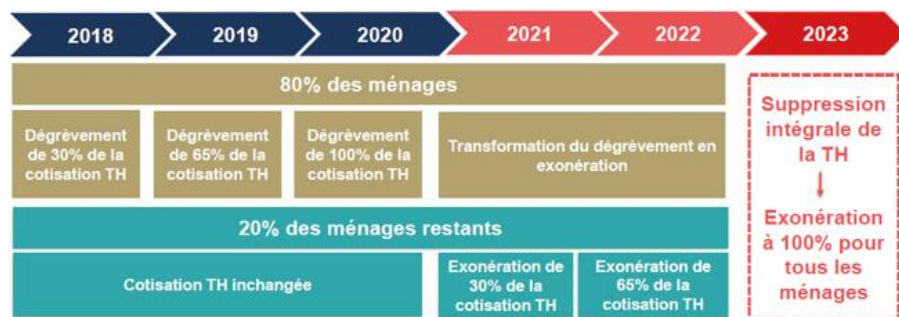 2018
2019
2020
2021
2022
2023
80% des ménages
Dégrèvement
de 30% de la
cotisation TH
Dégrèvement
de 65% de la
cotisation TH
Dégrèvement
de 100% de la
cotisation TH
Transformation du dégrèvement en
exonération
20% des ménages restants
Cotisation TH inchangée
Exonération de
30% de la
cotisation TH
Exonération de
65% de la
cotisation TH
Suppression
intégrale de
la TH
Exonération
à 100% pour
tous les
ménages